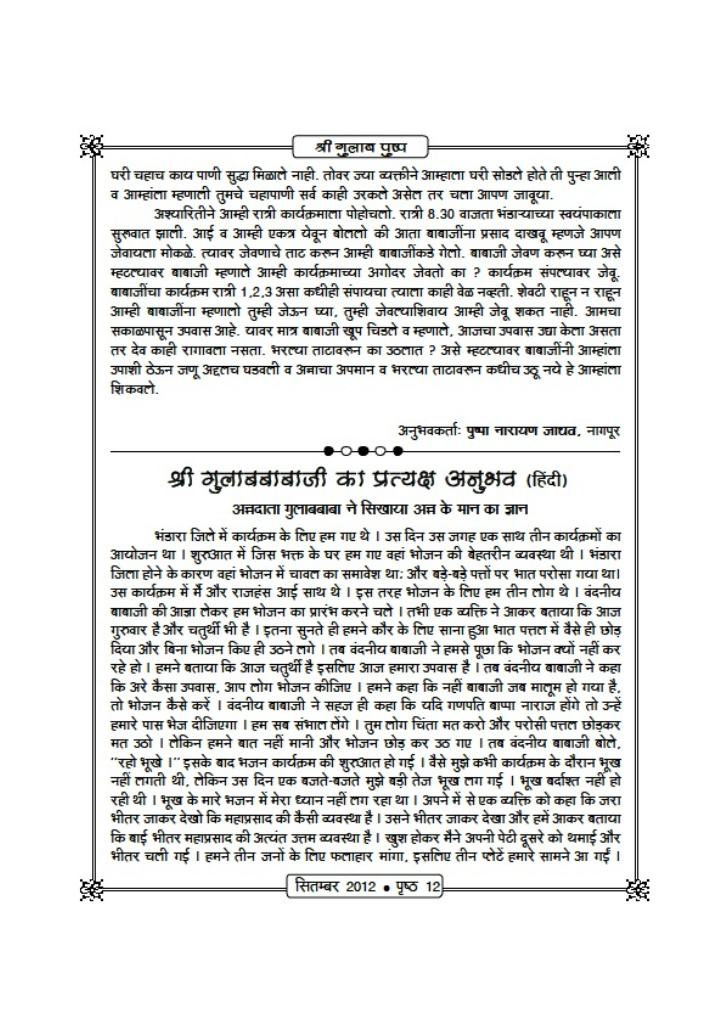 श्री गुलाब पुष्प
घरी चहाच काय पाणी सुद्धा मिळाले नाही. तोवर ज्या व्यक्तीने आम्हाला घरी सोडले होते ती पुन्हा आली
व आम्हांला म्हणाली तुमचे चहापाणी सर्व काही उरकले असेल तर चला आपण जावूया.
अश्यारितीने आम्ही रात्री कार्यक्रमाला पोहोचलो. रात्री 8.30 वाजता भंडाऱ्याच्या स्वयंपाकाला
सुरुवात झाली. आई व आम्ही एकत्र येवून बोललो की आता बाबाजींना प्रसाद दाखवू म्हणजे आपण
जेवायला मोकळे. त्यावर जेवणाचे ताट करून आम्ही बाबाजींकडे गेलो. बाबाजी जेवण करून घ्या असे
म्हटल्यावर बाबाजी म्हणाले आम्ही कार्यक्रमाच्या अगोदर जेवतो का ? कार्यक्रम संपल्यावर जेवू.
बाबाजींचा कार्यक्रम रात्री 1,2,3 असा कधीही संपायचा त्याला काही वेळ नव्हती. शेवटी राहून न राहून
आम्ही बाबाजींना म्हणालो तुम्ही जेऊन घ्या, तुम्ही जेवल्याशिवाय आम्ही जेवू शकत नाही. आमचा
सकाळपासून उपवास आहे. यावर मात्र बाबाजी खूप चिडले व म्हणाले, आजचा उपवास उद्या केला असता
तर देव काही रागावला नसता. भरल्या ताटावरून का उठलात ? असे म्हटल्यावर बाबाजींनी आम्हांला
उपाशी ठेऊन जणू अद्दलच घडवली व अन्नाचा अपमान व भरल्या ताटावरून कधीच उठू नये हे आम्हांला
शिकवले.
अनुभवकर्ताः पुष्पा नारायण जाधव, नागपूर
श्री गुलाबबाबाजी का प्रत्यक्ष अनुभव (हिंदी)
अन्नदाता गुलाबबाबा ने सिखाया अन्न के मान का ज्ञान
भंडारा जिले में कार्यक्रम के लिए हम गए थे । उस दिन उस जगह एक साथ तीन कार्यक्रमों का
आयोजन था । शुरुआत में जिस भक्त के घर हम गए वहां भोजन की बेहतरीन व्यवस्था थी । भंडारा
जिला होने के कारण वहां भोजन में चावल का समावेश था; और बड़े-बड़े पत्तों पर भात परोसा गया था।
उस कार्यक्रम में मैं और राजहंस आई साथ थे । इस तरह भोजन के लिए हम तीन लोग थे । वंदनीय
बाबाजी की आज्ञा लेकर हम भोजन का प्रारंभ करने चले । तभी एक व्यक्ति ने आकर बताया कि आज
गुरुवार है और चतुर्थी भी है । इतना सुनते ही हमने कौर के लिए साना हुआ भात पत्तल में वैसे ही छोड़
दिया और बिना भोजन किए ही उठने लगे । तब वंदनीय बाबाजी ने हमसे पूछा कि भोजन क्यों नहीं कर
रहे हो । हमने बताया कि आज चतुर्थी है इसलिए आज हमारा उपवास है । तब वंदनीय बाबाजी ने कहा
कि अरे कैसा उपवास, आप लोग भोजन कीजिए । हमने कहा कि नहीं बाबाजी जब मालूम हो गया है,
तो भोजन कैसे करें । वंदनीय बाबाजी ने सहज ही कहा कि यदि गणपति बाप्पा नाराज होंगे तो उन्हें
हमारे पास भेज दीजिएगा । हम सब संभाल लेंगे । तुम लोग चिंता मत करो और परोसी पत्तल छोड़कर
मत उठो । लेकिन हमने बात नहीं मानी और भोजन छोड़ कर उठ गए । तब वंदनीय बाबाजी बोले,
‘‘रहो भूखे ।’’ इसके बाद भजन कार्यक्रम की शुरुआत हो गई । वैसे मुझे कभी कार्यक्रम के दौरान भूख
नहीं लगती थी, लेकिन उस दिन एक बजते-बजते मुझे बड़ी तेज भूख लग गई । भूख बर्दाश्त नहीं हो
रही थी । भूख के मारे भजन में मेरा ध्यान नहीं लग रहा था । अपने में से एक व्यक्ति को कहा कि जरा
भीतर जाकर देखो कि महाप्रसाद की कैसी व्यवस्था है । उसने भीतर जाकर देखा और हमें आकर बताया
कि बाई भीतर महाप्रसाद की अत्यंत उत्तम व्यवस्था है । खुश होकर मैने अपनी पेटी दूसरे को थमाई और
भीतर चली गई । हमने तीन जनों के लिए फलाहार मांगा, इसलिए तीन प्लेटें हमारे सामने आ गईं ।
सितम्बर 2012 ● पृष्ठ 12